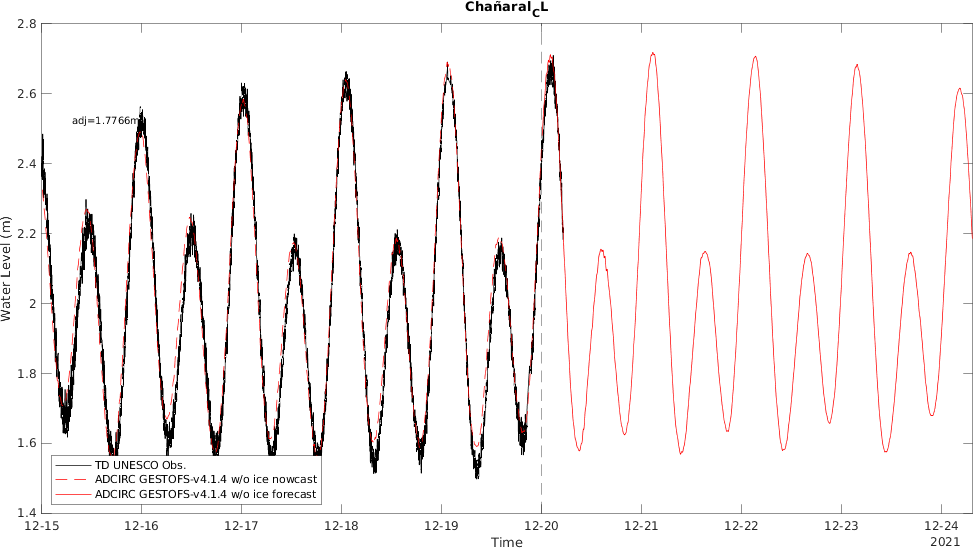 Chañaral_CL
2.8
2.6
2.4
2.2
2
1.8
1.6
1.4
Water Level (m)
adj=1.7766m
TD UNESCO Obs.
ADCIRC GESTOFS-v4.1.4 w/o ice nowcast
ADCIRC GESTOFS-v4.1.4 w/o ice forecast
12-15 12-16 12-17 12-18 12-19 12-20 12-21 12-22 12-23 12-24
Time
2021